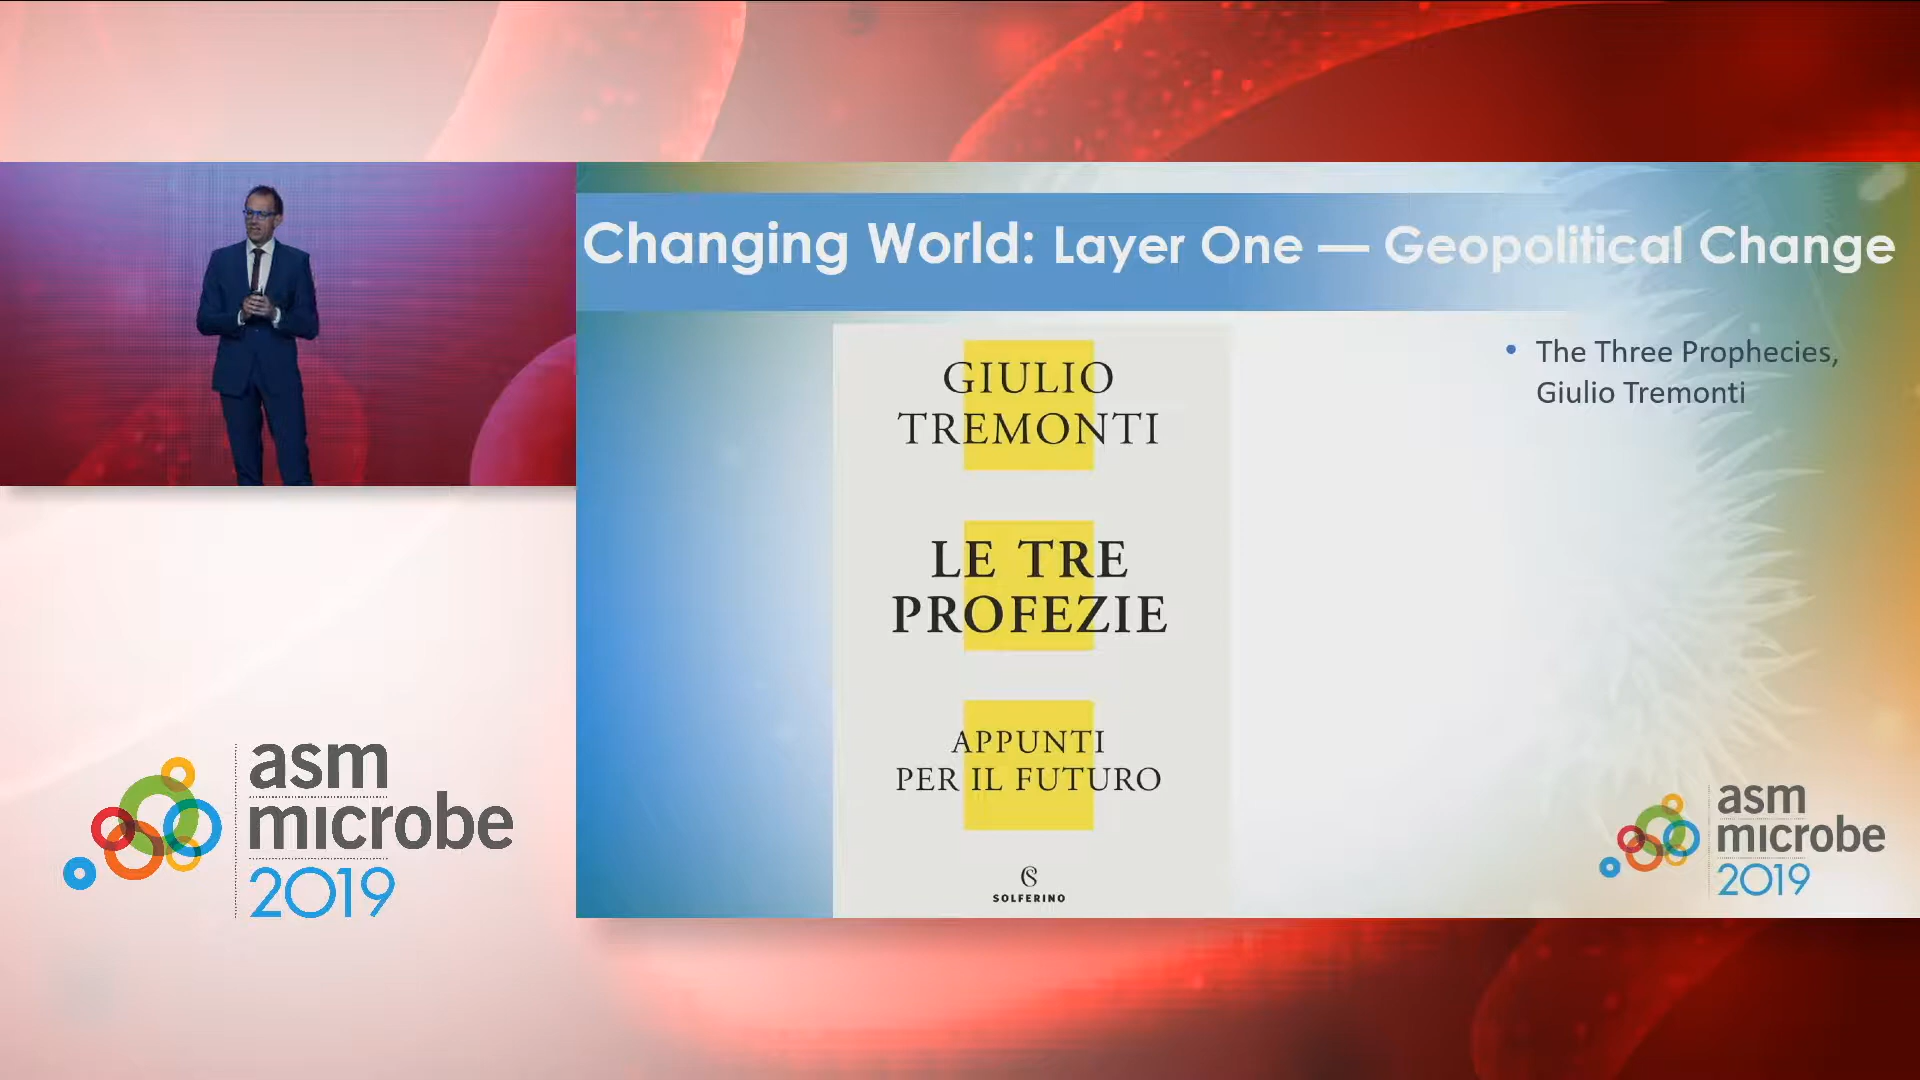 Changing World: Layer One — Geopolitical Change
GIULIO
TREMONTI
LE TRE
PROFEZIE
APPUNTI
PER IL FUTURO
SOLFERINO
• The Three Prophecies,
Giulio Tremonti
asm
microbe
2019
asm
microbe
2019